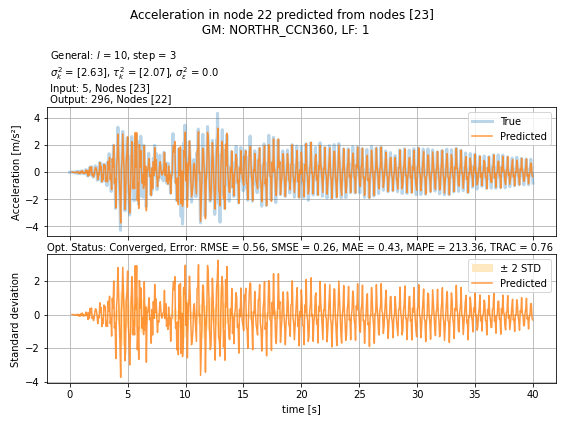 Acceleration in node 22 predicted from nodes [23]
GM: NORTHR_CCN360, LF: 1
General: l = 10, step = 3
σ²ₖ = [2.63], τ²ₖ = [2.07], σ²ε = 0.0
Input: 5, Nodes [23]
Output: 296, Nodes [22]
4
2
0
−2
−4
Acceleration [m/s²]
True
Predicted
Opt. Status: Converged, Error: RMSE = 0.56, SMSE = 0.26, MAE = 0.43, MAPE = 213.36, TRAC = 0.76
2
0
−2
−4
Standard deviation
± 2 STD
Predicted
0 5 10 15 20 25 30 35 40
time [s]